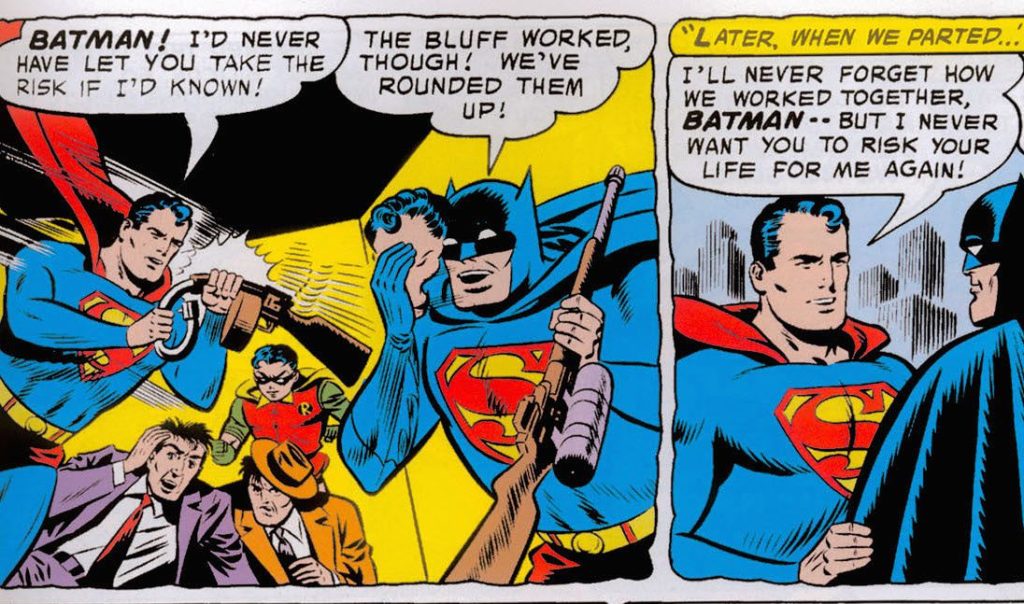 BATMAN! I'D NEVER
HAVE LET YOU TAKE THE
RISK IF I'D KNOWN!
THE BLUFF WORKED,
THOUGH! WE'VE
ROUNDED THEM
UP!
S
R
S
"LATER, WHEN WE PARTED..."
I'LL NEVER FORGET HOW
WE WORKED TOGETHER,
BATMAN -- BUT I NEVER
WANT YOU TO RISK YOUR
LIFE FOR ME AGAIN!
S